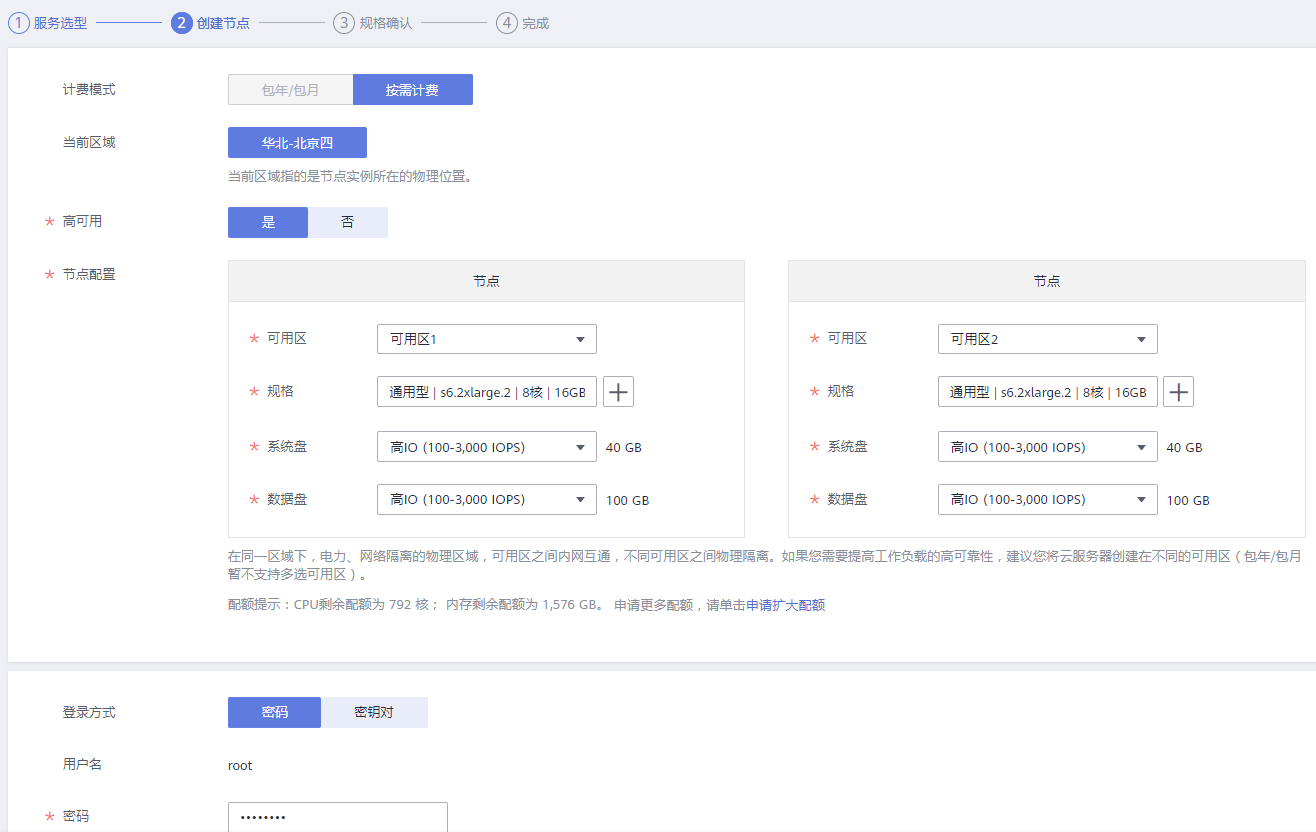 1 服务选型 2 创建节点 3 规格确认 4 完成
计费模式 包年/包月 按需计费
当前区域 华北-北京四
当前区域指的是节点实例所在的物理位置。
* 高可用 是 否
* 节点配置
节点 节点
* 可用区 可用区1 * 可用区 可用区2
* 规格 通用型 | s6.2xlarge.2 | 8核 | 16GB * 规格 通用型 | s6.2xlarge.2 | 8核 | 16GB
* 系统盘 高IO (100-3,000 IOPS) 40 GB * 系统盘 高IO (100-3,000 IOPS) 40 GB
* 数据盘 高IO (100-3,000 IOPS) 100 GB * 数据盘 高IO (100-3,000 IOPS) 100 GB
在同一区域下，电力、网络隔离的物理区域，可用区之间内网互通，不同可用区之间物理隔离。如果您需要提高工作负载的高可靠性，建议您将云服务器创建在不同的可用区（包年/包月
暂不支持多选可用区）。
配额提示：CPU剩余配额为 792 核； 内存剩余配额为 1,576 GB。 申请更多配额，请单击申请扩大配额
登录方式 密码 密钥对
用户名 root
* 密码 ••••••••